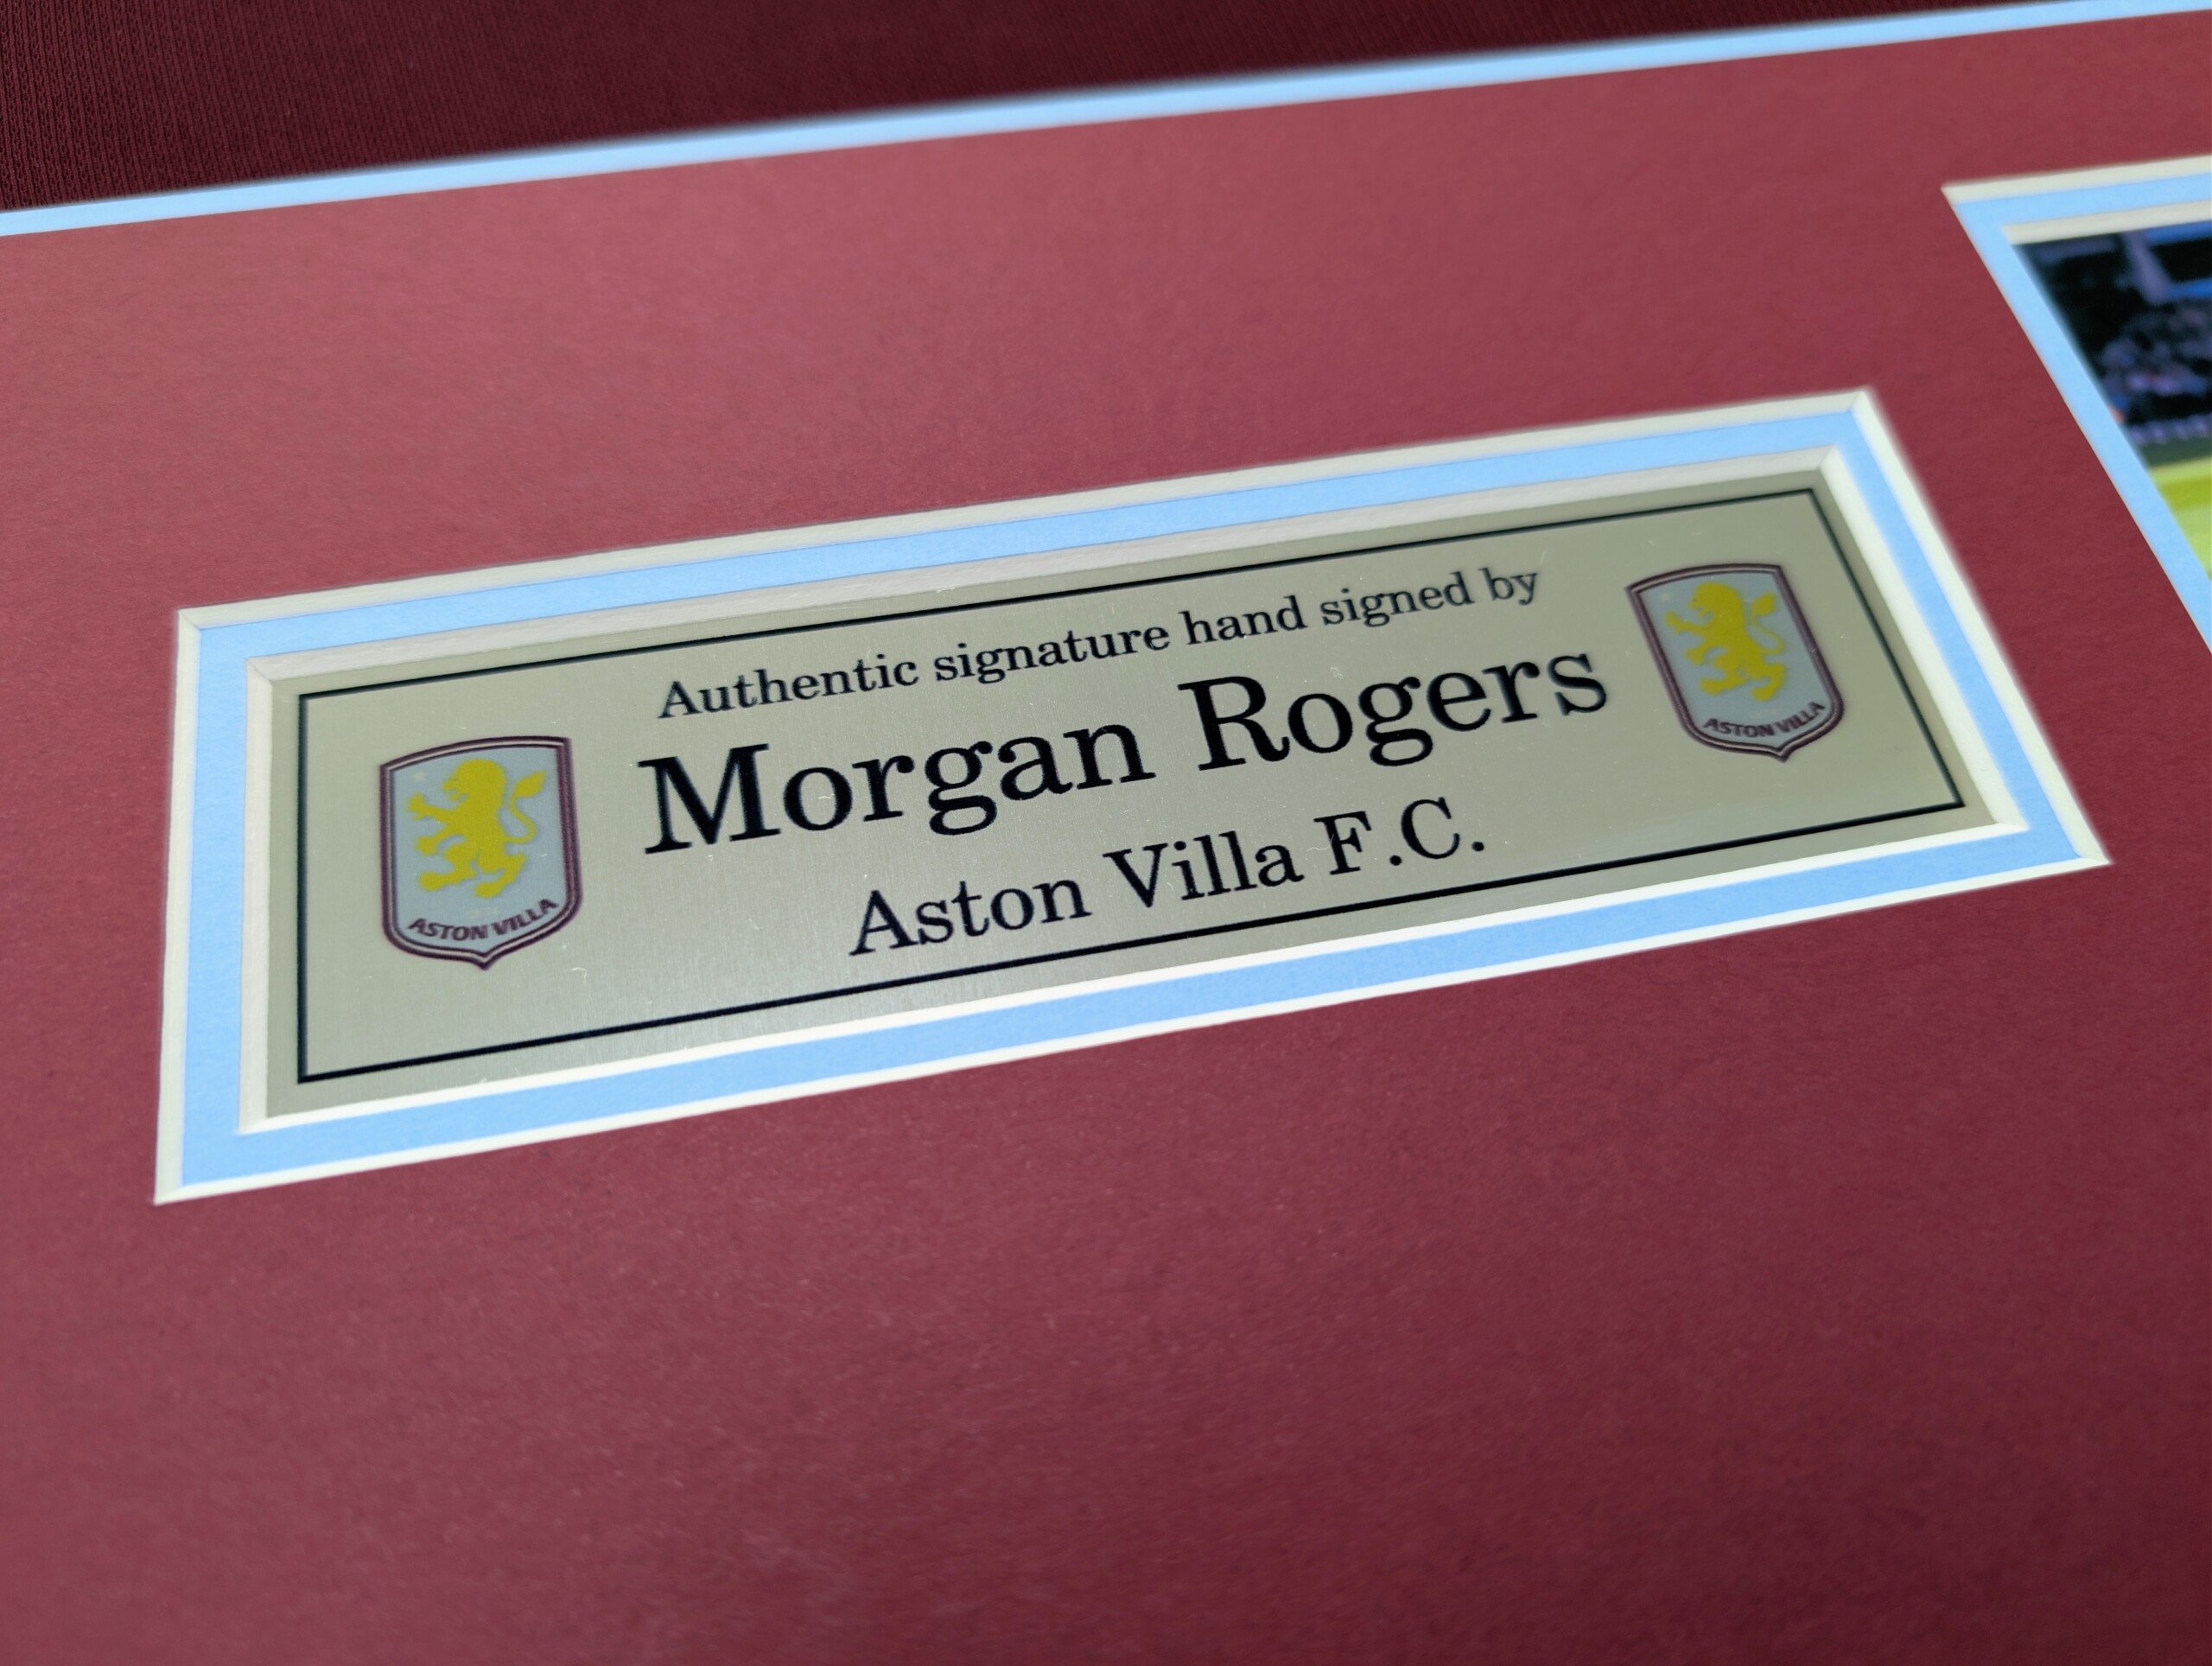 Authentic signature hand signed by
Morgan Rogers
Aston Villa F.C.
ASTON VILLA
ASTON VILLA